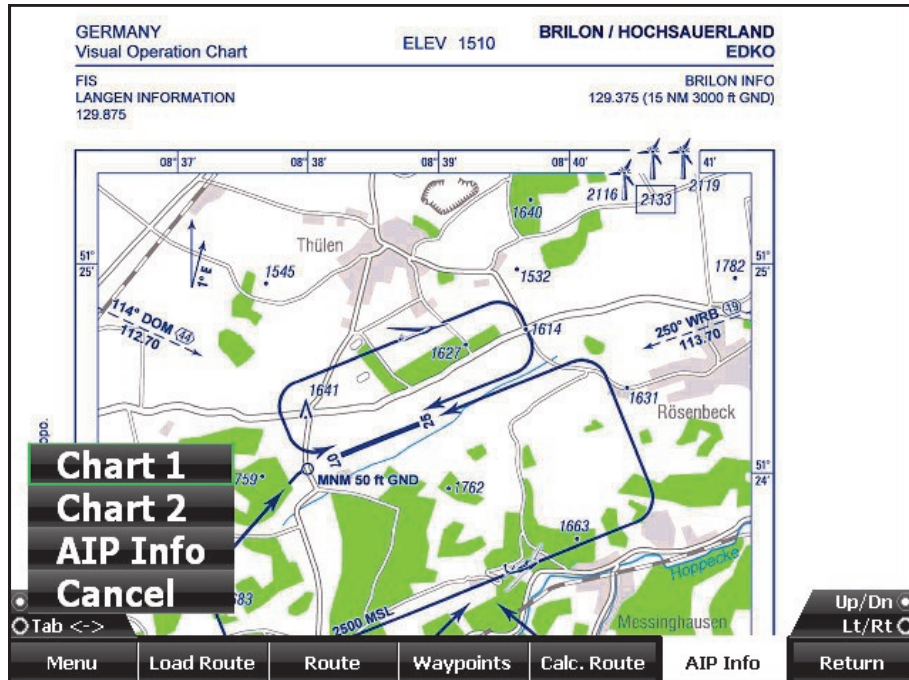 GERMANY
Visual Operation Chart
ELEV 1510
BRILON / HOCHSAUERLAND
EDKO
FIS
LANGEN INFORMATION
129.875
BRILON INFO
129.375 (15 NM 3000 ft GND)
08° 37'
08° 38'
08° 39'
08° 40'
41'
2116
2133
2119
1640
Thülen
51°
25'
1° E
1545
1532
1782
51°
25'
114° DOM 44
112.70
1614
250° WRB 19
113.70
1627
1641
1631
Rösenbeck
25
07
MNM 50 ft GND
759
1762
51°
24'
1663
Hoppecke
683
2500 MSL
Messinghausen
Chart 1
Chart 2
AIP Info
Cancel
Tab <->
Up/Dn
Lt/Rt
Menu
Load Route
Route
Waypoints
Calc. Route
AIP Info
Return